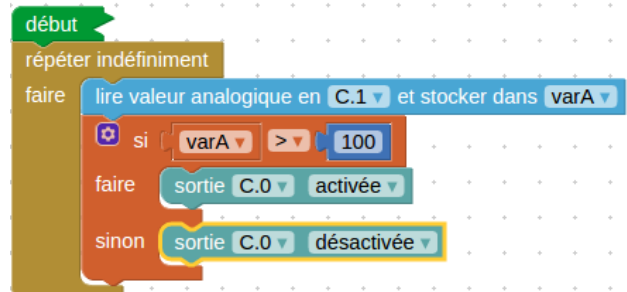 début
répéter indéfiniment
faire lire valeur analogique en C.1 et stocker dans varA
si varA > 100
faire sortie C.0 activée
sinon sortie C.0 désactivée